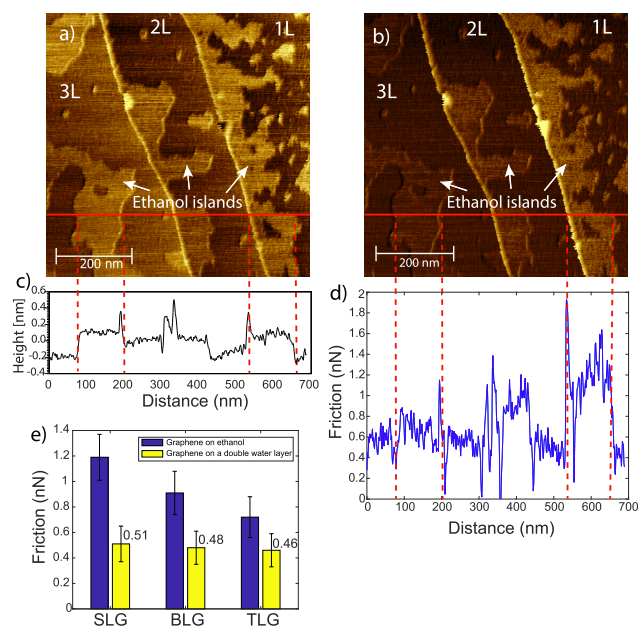 a)
2L
1L
3L
Ethanol islands
200 nm
b)
2L
1L
3L
Ethanol islands
200 nm
c)
Height [nm]
0.6
0.4
0.2
0.0
-0.2
-0.4
0 100 200 300 400 500 600 700
Distance (nm)
d)
Friction (nN)
2
1.8
1.6
1.4
1.2
1
0.8
0.6
0.4
0.2
0
0 100 200 300 400 500 600 700
Distance (nm)
e)
Friction (nN)
1.4
1.2
1
0.8
0.6
0.4
0.2
0
Graphene on ethanol
Graphene on a double water layer
0.51
0.48
0.46
SLG BLG TLG